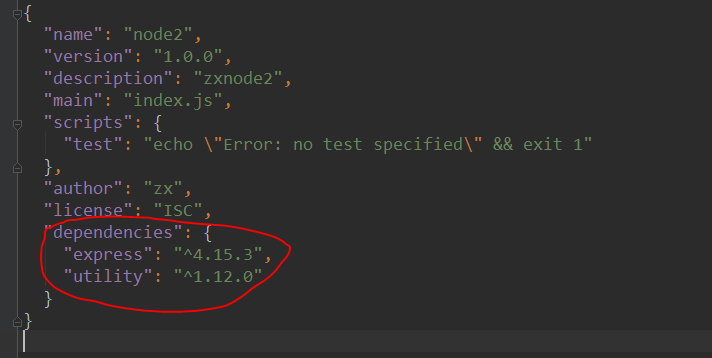 {
"name": "node2",
"version": "1.0.0",
"description": "zxnode2",
"main": "index.js",
"scripts": {
"test": "echo \"Error: no test specified\" && exit 1"
},
"author": "zx",
"license": "ISC",
"dependencies": {
"express": "^4.15.3",
"utility": "^1.12.0"
}
}